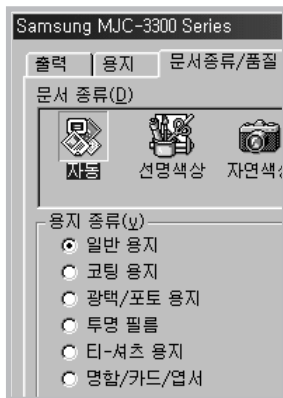 Samsung MJC-3300 Series
출력 용지 문서종류/품질
문서 종류(D)
자동 선명색상 자연색
용지 종류(y)
일반 용지
코팅 용지
광택/포토 용지
투명 필름
티-셔츠 용지
명함/카드/엽서